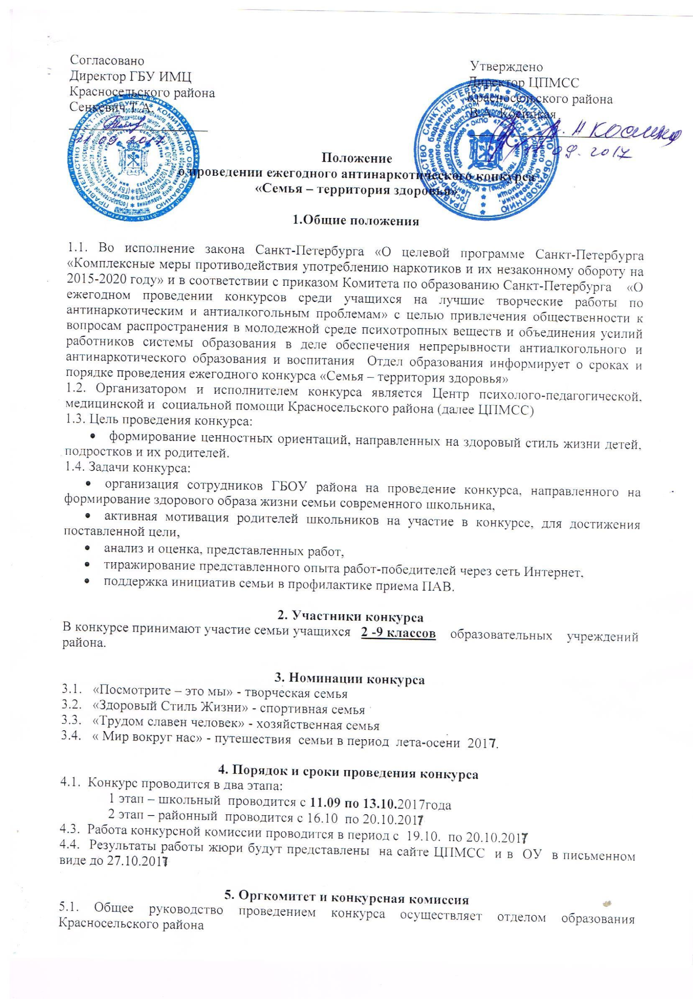 Согласовано
Директор ГБУ ИМЦ
Красносельского района
Сенкевич Т.А.
11 09 2017
Утверждено
Директор ЦПМСС
Красносельского района
В.А. Косицкая
09. 2017
Положение
о проведении ежегодного антинаркотического конкурса
«Семья – территория здоровья»
1.Общие положения
1.1. Во исполнение закона Санкт-Петербурга «О целевой программе Санкт-Петербурга
«Комплексные меры противодействия употреблению наркотиков и их незаконному обороту на
2015-2020 году» и в соответствии с приказом Комитета по образованию Санкт-Петербурга «О
ежегодном проведении конкурсов среди учащихся на лучшие творческие работы по
антинаркотическим и антиалкогольным проблемам» с целью привлечения общественности к
вопросам распространения в молодежной среде психотропных веществ и объединения усилий
работников системы образования в деле обеспечения непрерывности антиалкогольного и
антинаркотического образования и воспитания Отдел образования информирует о сроках и
порядке проведения ежегодного конкурса «Семья – территория здоровья»
1.2. Организатором и исполнителем конкурса является Центр психолого-педагогической,
медицинской и социальной помощи Красносельского района (далее ЦПМСС)
1.3. Цель проведения конкурса:
• формирование ценностных ориентаций, направленных на здоровый стиль жизни детей,
подростков и их родителей.
1.4. Задачи конкурса:
• организация сотрудников ГБОУ района на проведение конкурса, направленного на
формирование здорового образа жизни семьи современного школьника,
• активная мотивация родителей школьников на участие в конкурсе, для достижения
поставленной цели,
• анализ и оценка, представленных работ,
• тиражирование представленного опыта работ-победителей через сеть Интернет,
• поддержка инициатив семьи в профилактике приема ПАВ.
2. Участники конкурса
В конкурсе принимают участие семьи учащихся 2 -9 классов образовательных учреждений
района.
3. Номинации конкурса
3.1. «Посмотрите – это мы» - творческая семья
3.2. «Здоровый Стиль Жизни» - спортивная семья
3.3. «Трудом славен человек» - хозяйственная семья
3.4. « Мир вокруг нас» - путешествия семьи в период лета-осени 2017.
4. Порядок и сроки проведения конкурса
4.1. Конкурс проводится в два этапа:
1 этап – школьный проводится с 11.09 по 13.10.2017года
2 этап – районный проводится с 16.10 по 20.10.2017
4.3. Работа конкурсной комиссии проводится в период с 19.10. по 20.10.2017
4.4. Результаты работы жюри будут представлены на сайте ЦПМСС и в ОУ в письменном
виде до 27.10.2017
5. Оргкомитет и конкурсная комиссия
5.1. Общее руководство проведением конкурса осуществляет отделом образования
Красносельского района